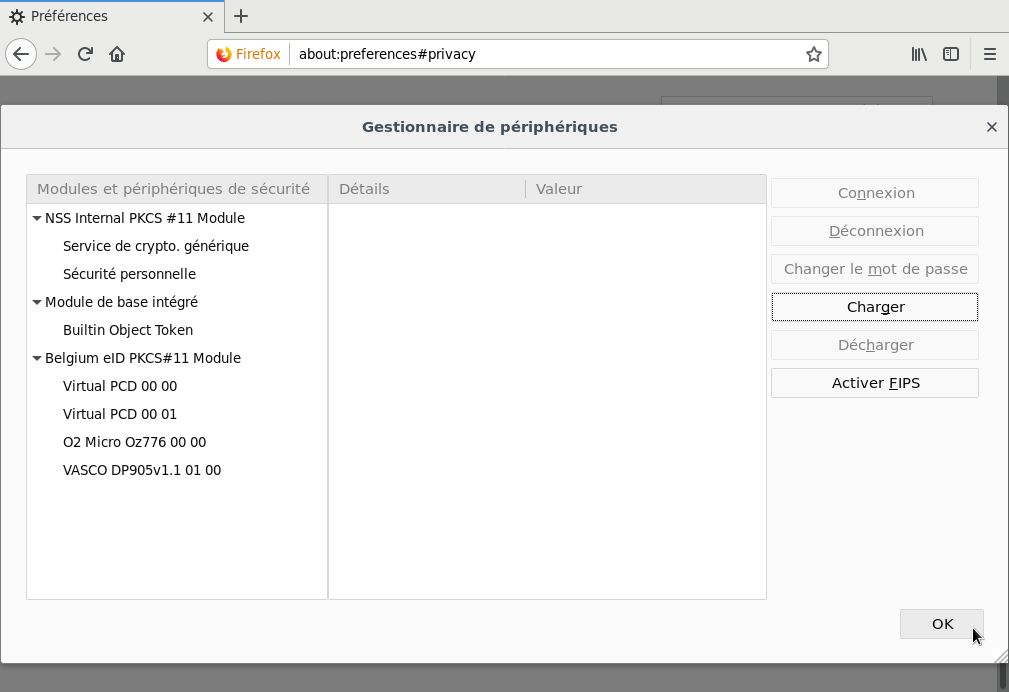 Préférences
Firefox
about:preferences#privacy
Gestionnaire de périphériques
Modules et périphériques de sécurité
Détails
Valeur
NSS Internal PKCS #11 Module
Service de crypto. générique
Sécurité personnelle
Module de base intégré
Builtin Object Token
Belgium eID PKCS#11 Module
Virtual PCD 00 00
Virtual PCD 00 01
O2 Micro Oz776 00 00
VASCO DP905v1.1 01 00
Connexion
Déconnexion
Changer le mot de passe
Charger
Décharger
Activer FIPS
OK